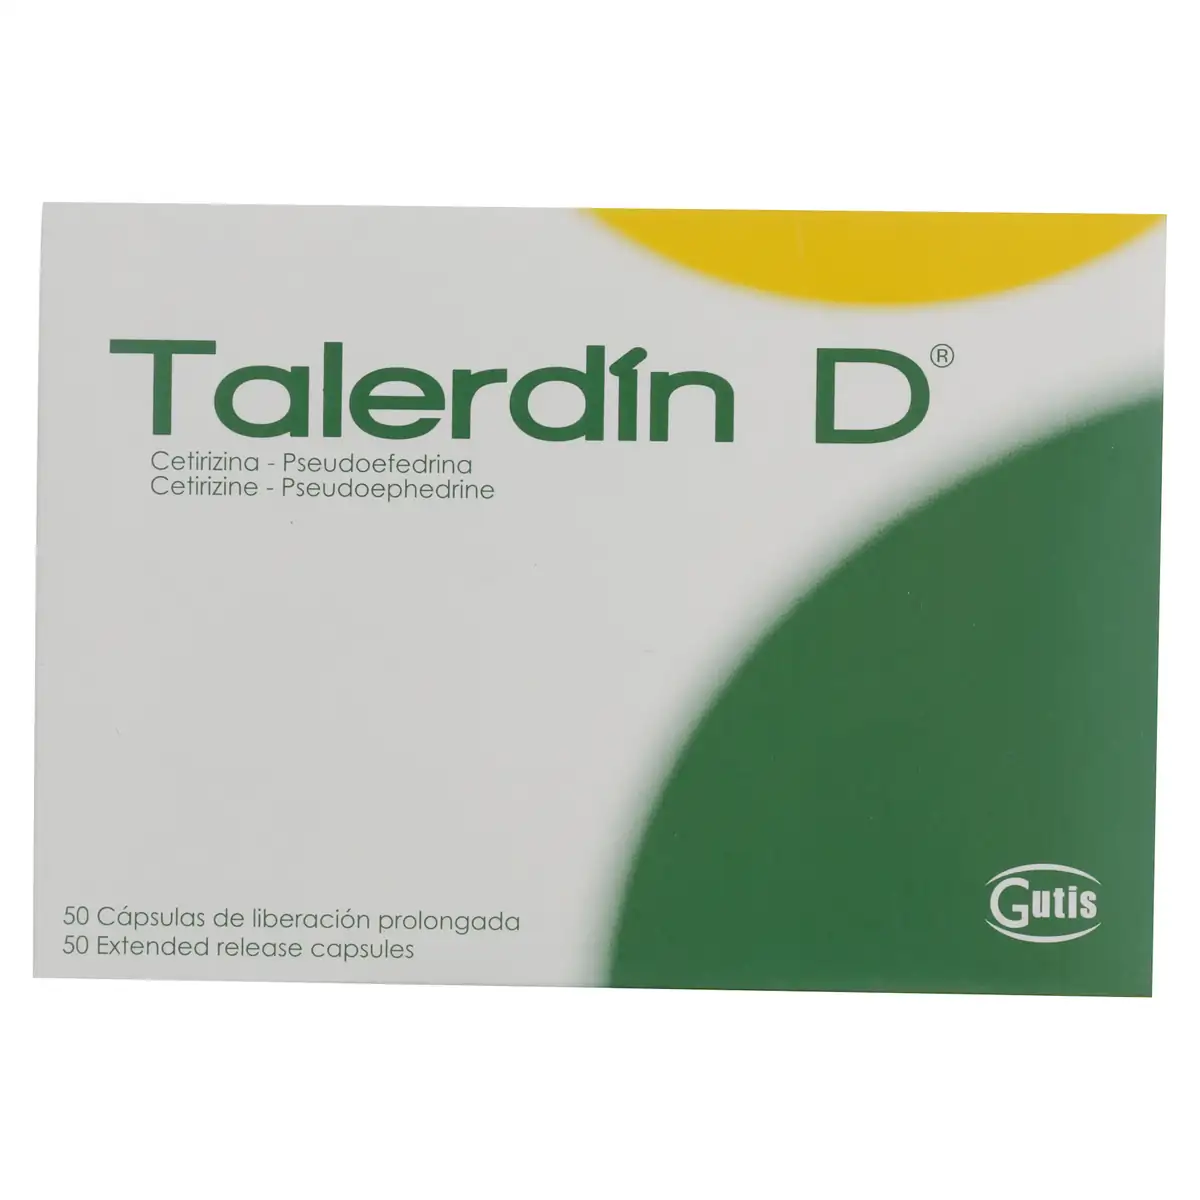 Talerdín D®
Cetirizina - Pseudoefedrina
Cetirizine - Pseudoephedrine
50 Cápsulas de liberación prolongada
50 Extended release capsules
Gutis